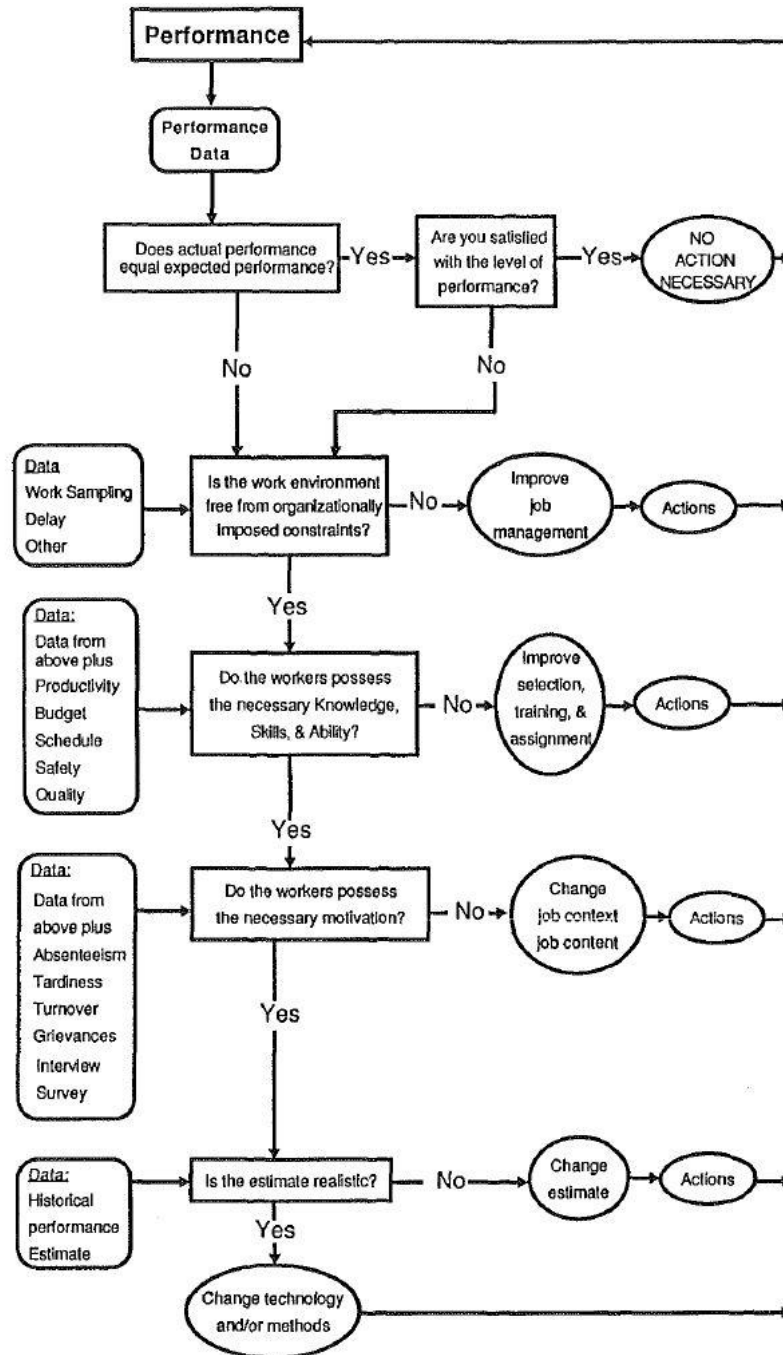 Performance
Performance
Data
Does actual performance
equal expected performance?
Yes
Are you satisfied
with the level of
performance?
Yes
NO
ACTION
NECESSARY
No
No
Data
Work Sampling
Delay
Other
Is the work environment
free from organizationally
imposed constraints?
No
Improve
job
management
Actions
Yes
Data:
Data from
above plus
Productivity
Budget
Schedule
Safety
Quality
Do the workers possess
the necessary Knowledge,
Skills, & Ability?
No
Improve
selection,
training, &
assignment
Actions
Yes
Data:
Data from
above plus
Absenteeism
Tardiness
Turnover
Grievances
Interview
Survey
Do the workers possess
the necessary motivation?
No
Change
job context
job content
Actions
Yes
Data:
Historical
performance
Estimate
Is the estimate realistic?
No
Change
estimate
Actions
Yes
Change technology
and/or methods